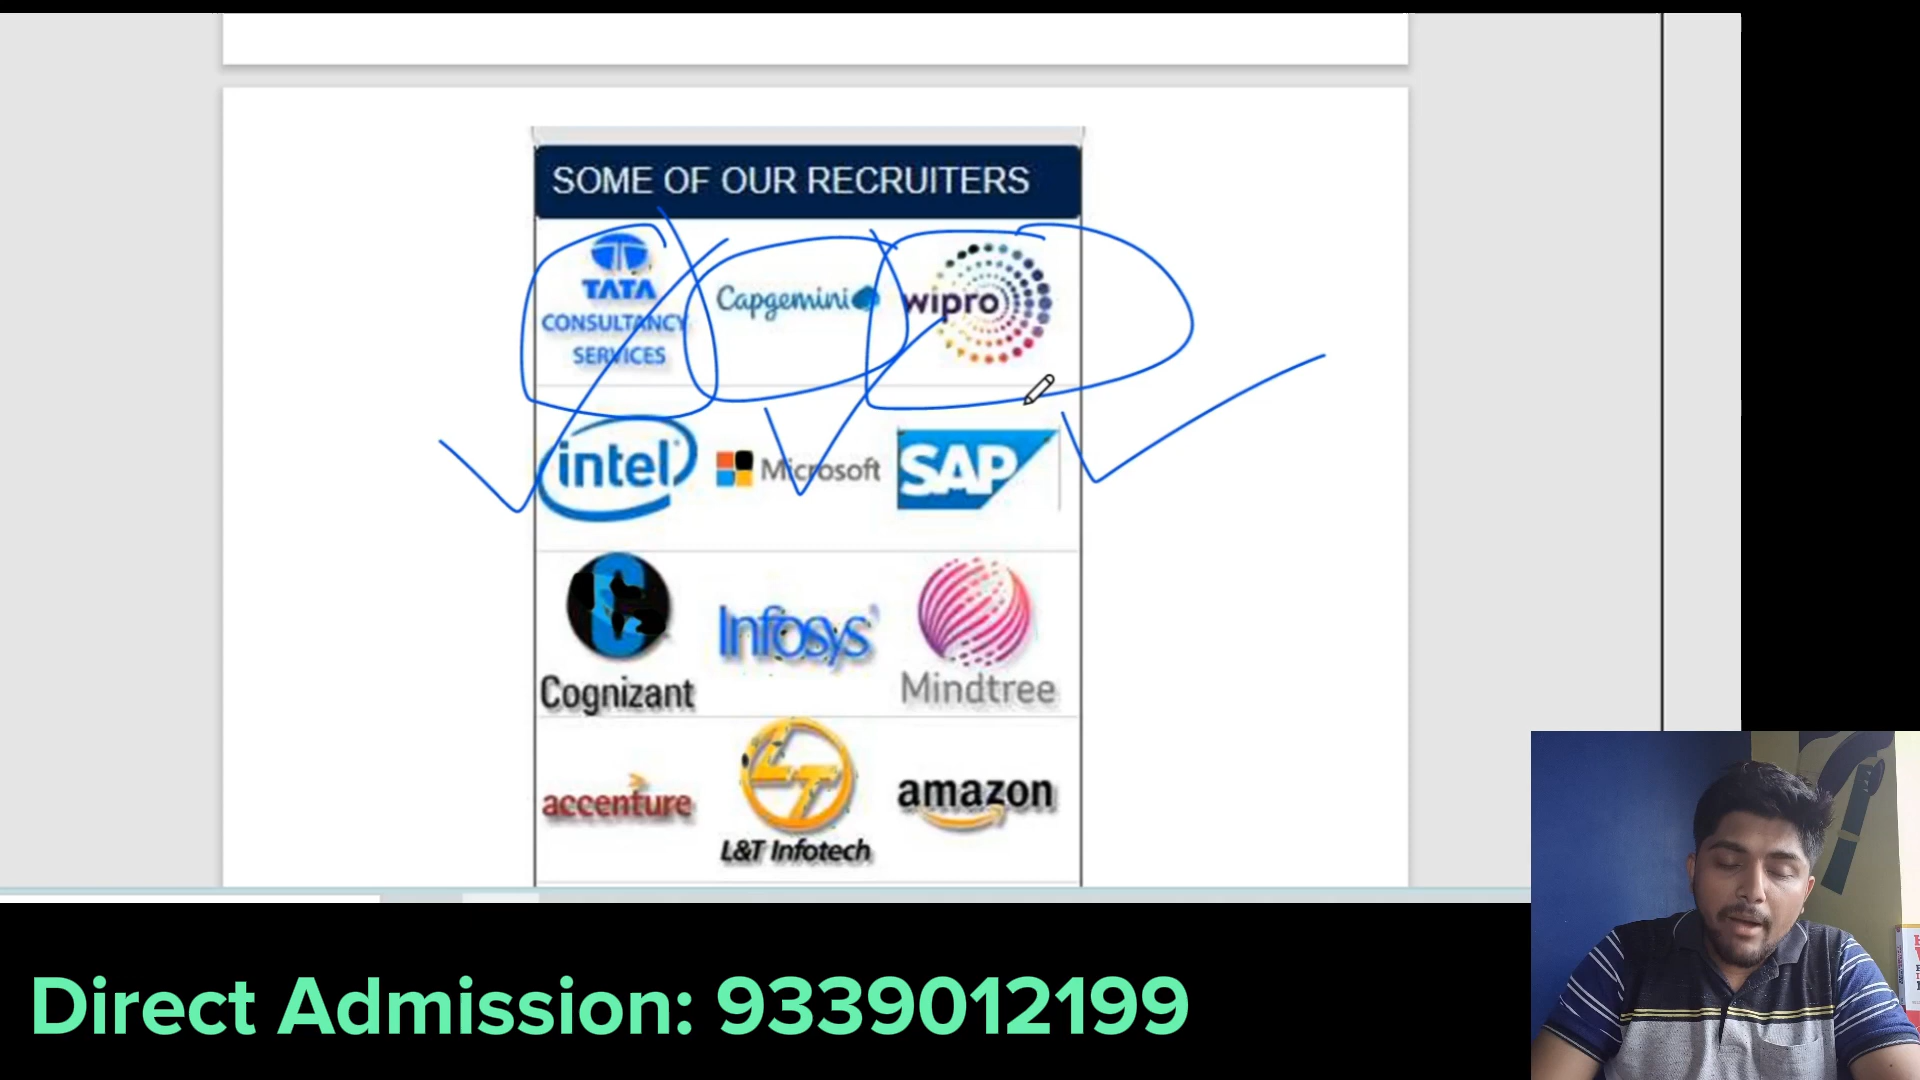 SOME OF OUR RECRUITERS
TATA
CONSULTANCY
SERVICES
Capgemini
wipro
intel
Microsoft
SAP
Cognizant
Infosys
Mindtree
accenture
L&T Infotech
amazon
Direct Admission: 9339012199